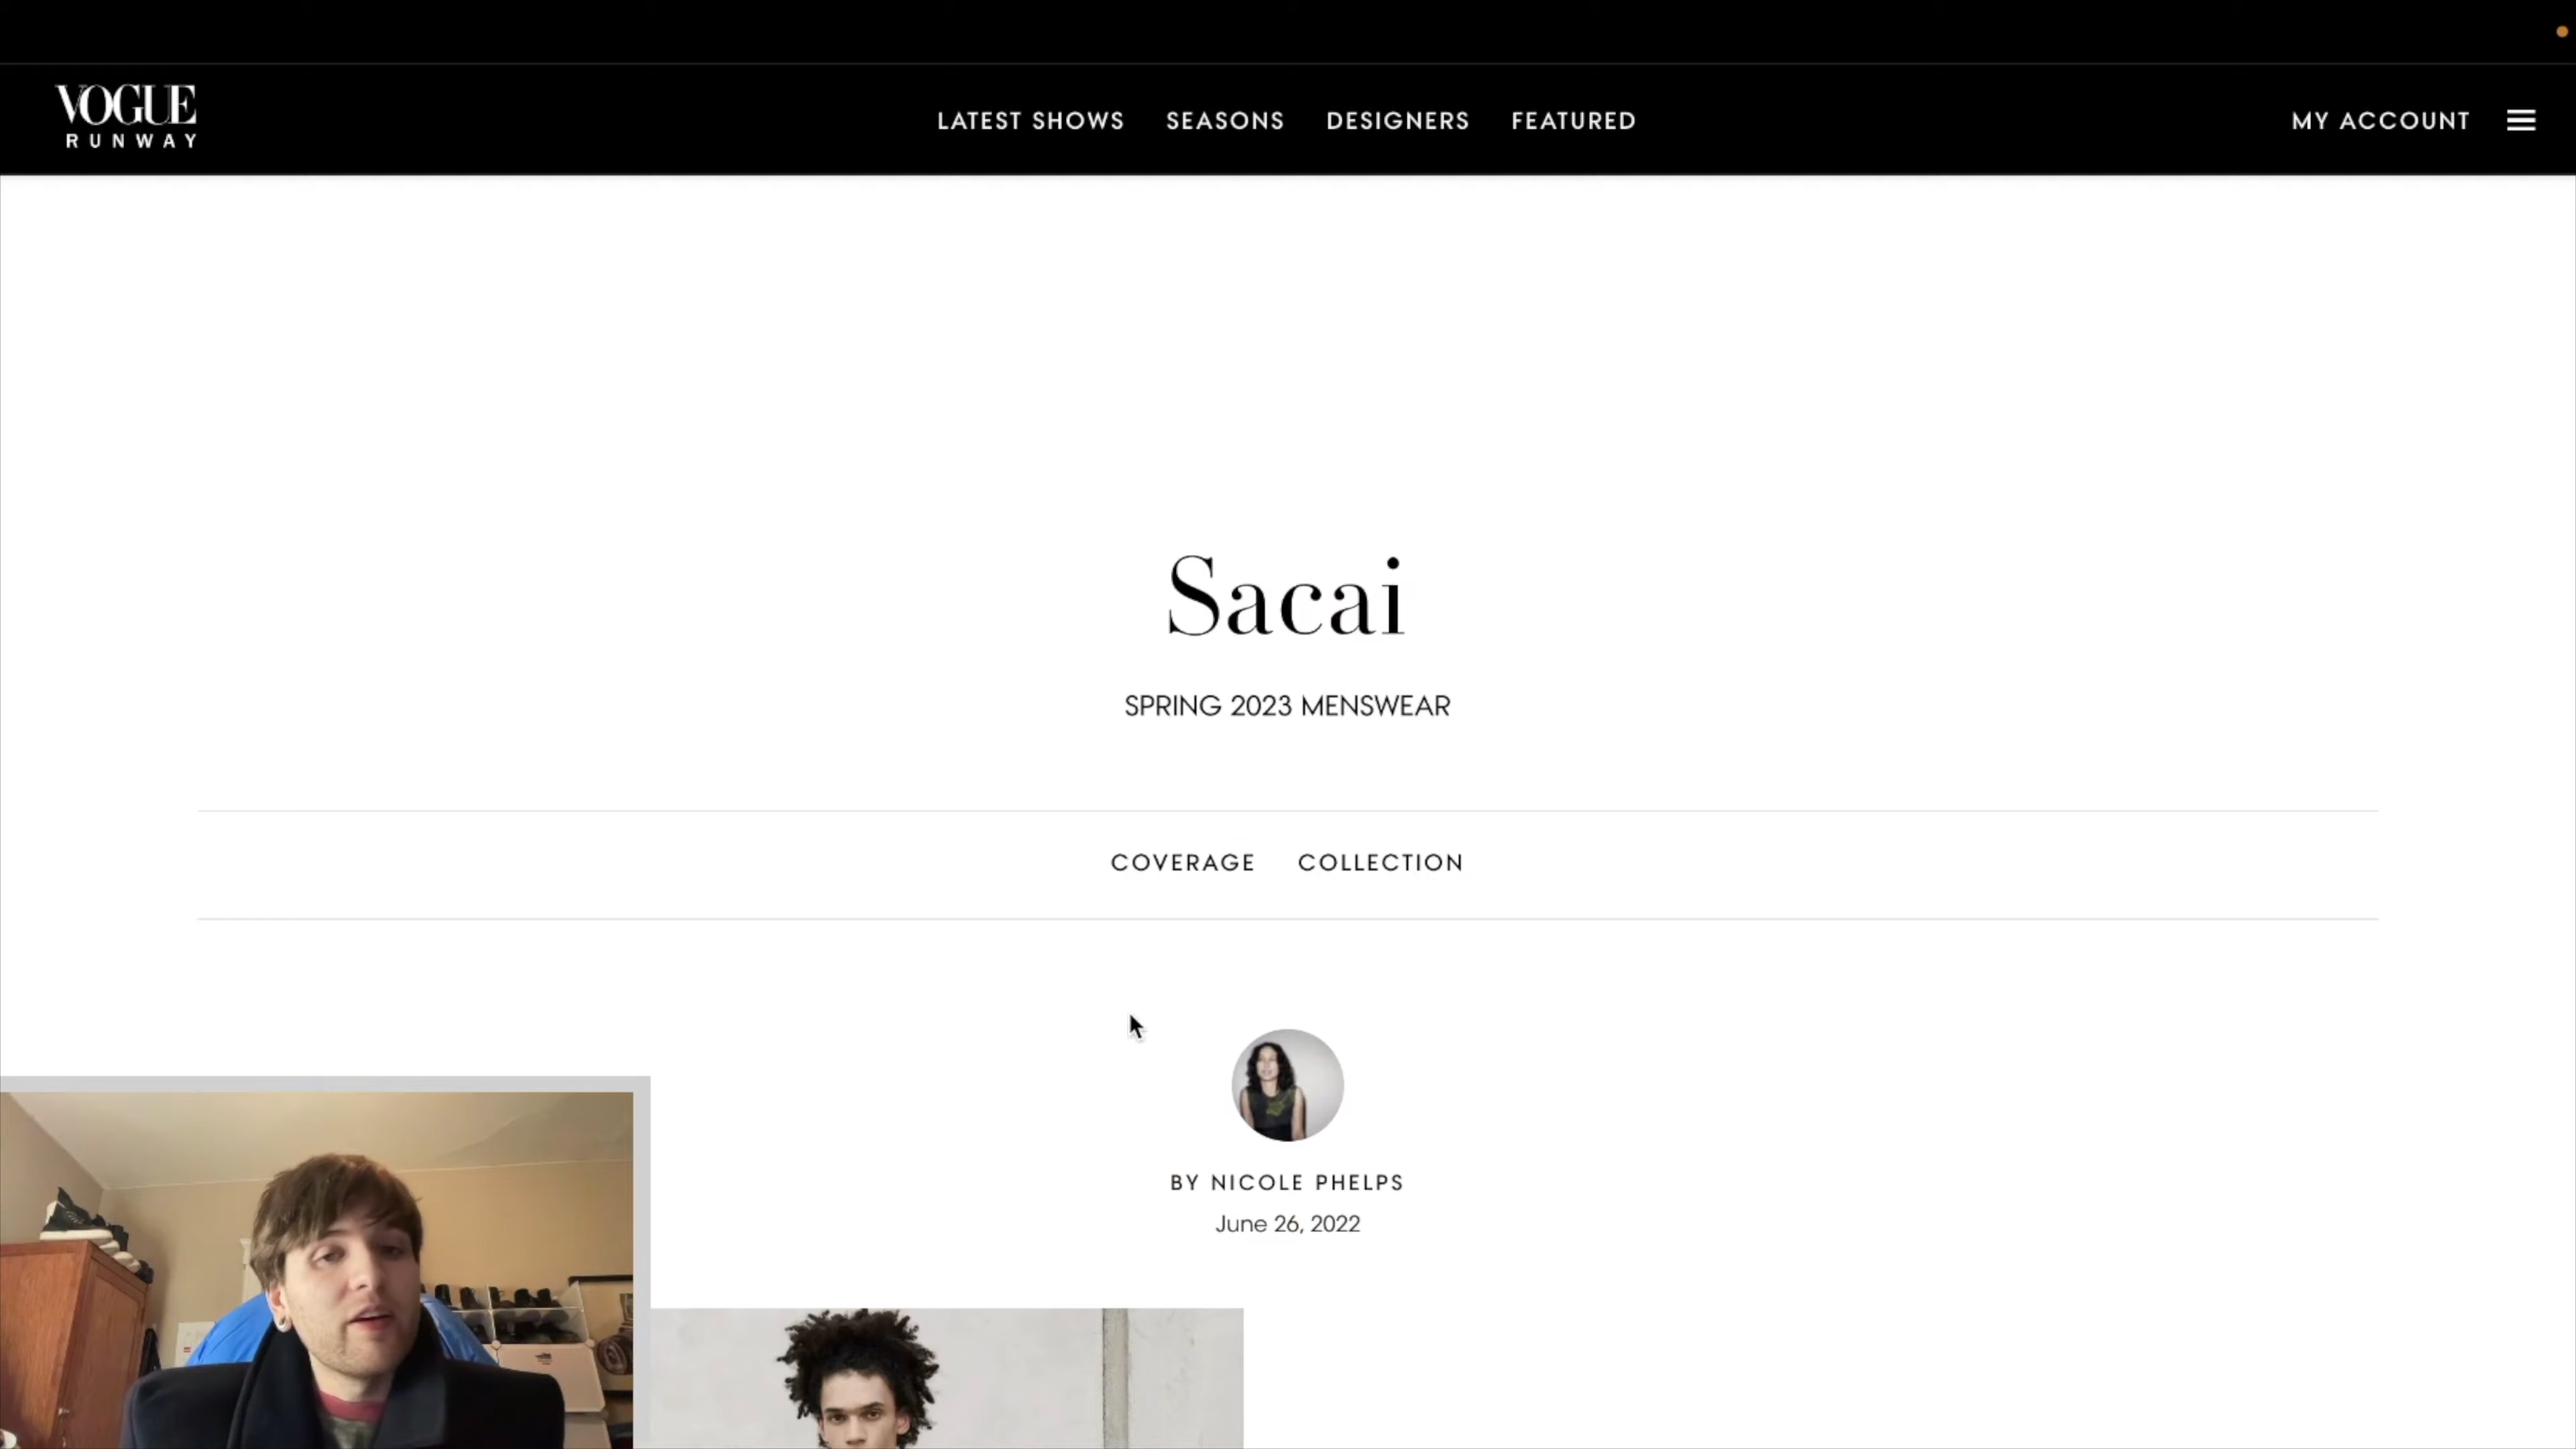 VOGUE
RUNWAY
LATEST SHOWS SEASONS DESIGNERS FEATURED
MY ACCOUNT
Sacai
SPRING 2023 MENSWEAR
COVERAGE COLLECTION
BY NICOLE PHELPS
June 26, 2022